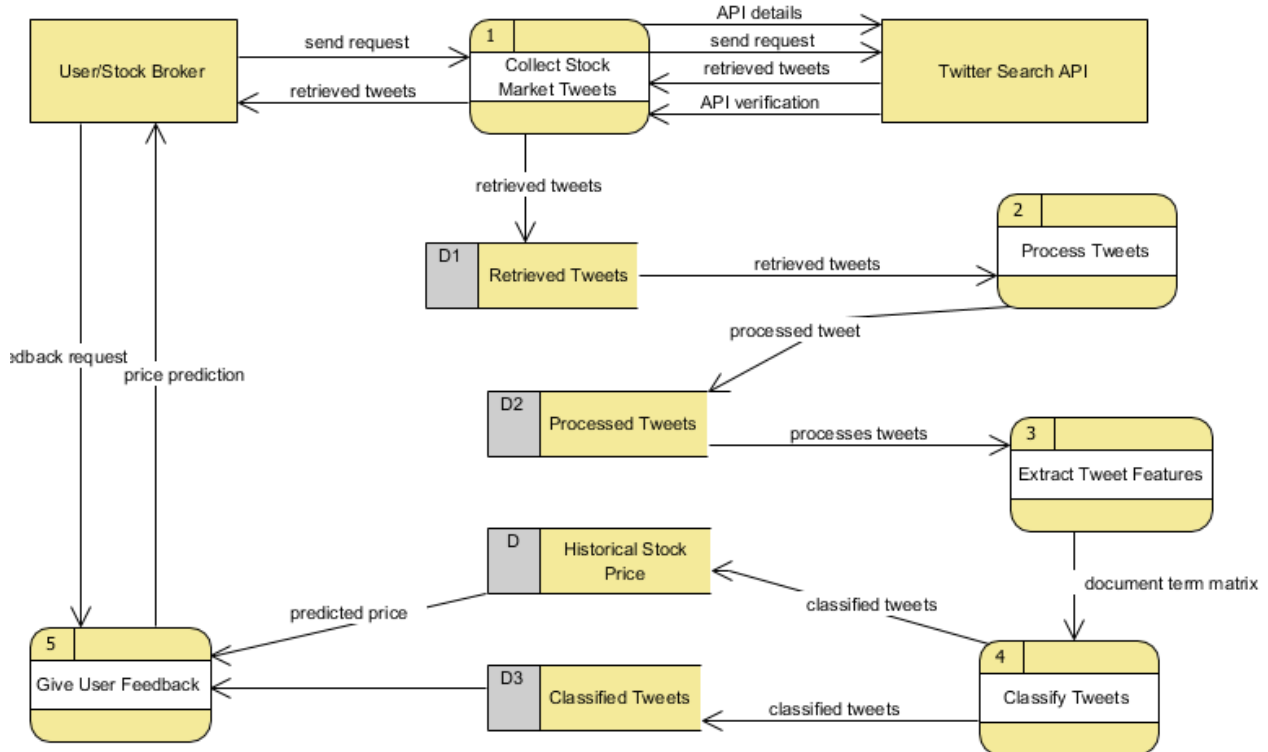 API details
1
send request
send request
User/Stock Broker
Collect Stock
Market Tweets
retrieved tweets
Twitter Search API
retrieved tweets
API verification
retrieved tweets
2
D1
Retrieved Tweets
retrieved tweets
Process Tweets
processed tweet
edback request
price prediction
D2
Processed Tweets
processes tweets
3
Extract Tweet Features
D
Historical Stock
Price
document term matrix
classified tweets
predicted price
5
4
Give User Feedback
D3
Classified Tweets
classified tweets
Classify Tweets